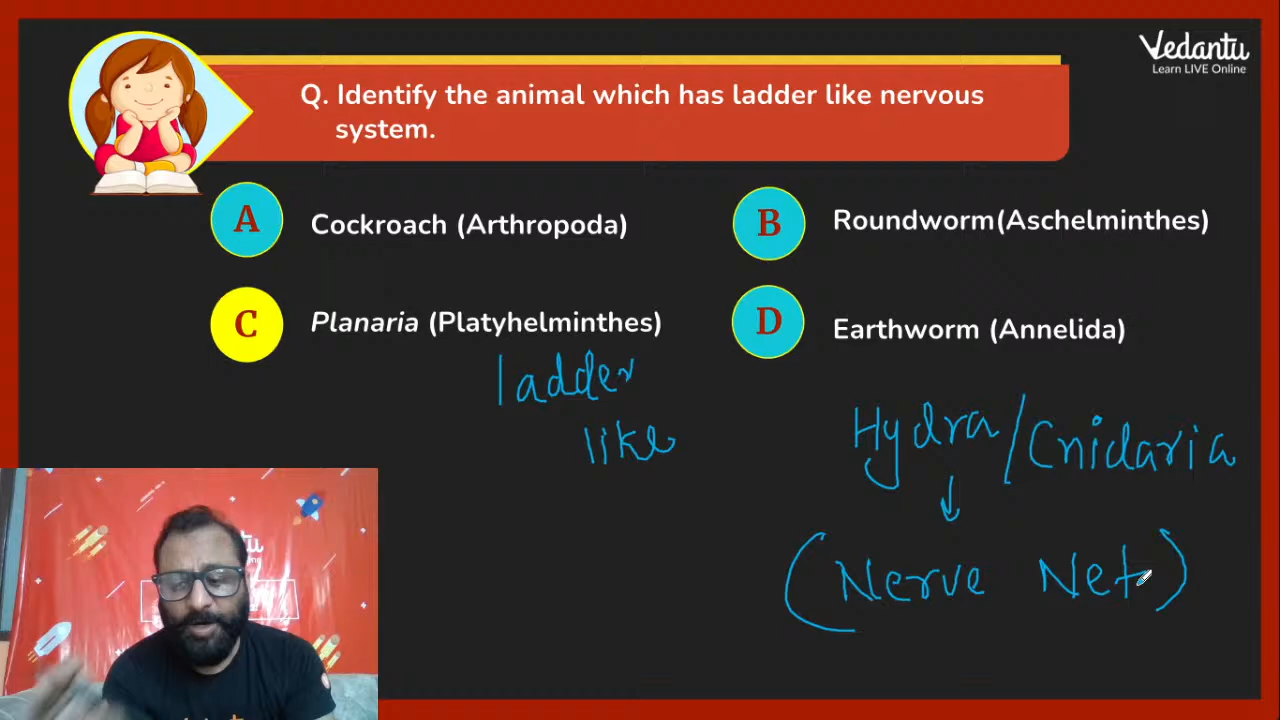 Vedantu
Learn LIVE Online
Q. Identify the animal which has ladder like nervous
system.
A Cockroach (Arthropoda)
B Roundworm(Aschelminthes)
C Planaria (Platyhelminthes)
D Earthworm (Annelida)
ladder
like
Hydra/Cnidaria
(Nerve Net)